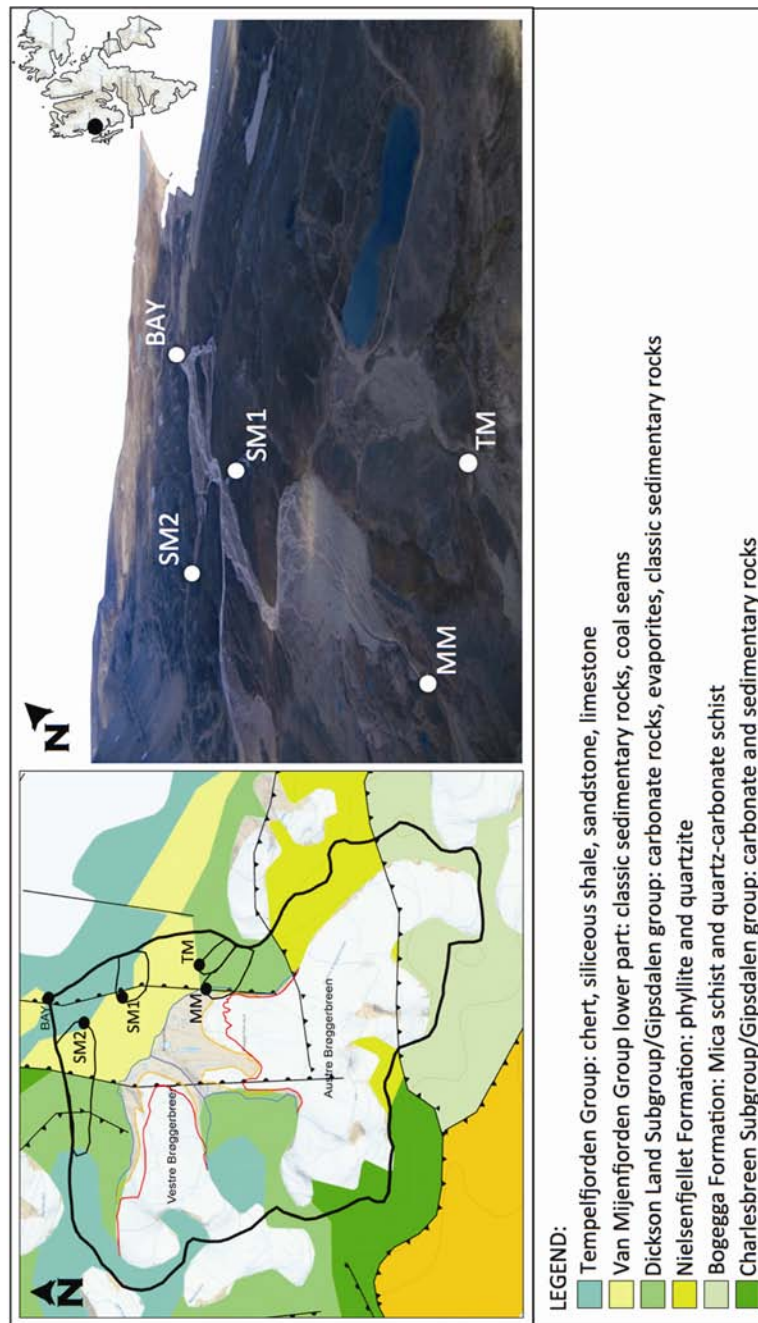 N
BAY
SM2
SM1
TM
MM
Vestre Brøggerbreen
Austre Brøggerbreen
N
BAY
SM2
SM1
MM
TM
LEGEND:
Tempelfjorden Group: chert, siliceous shale, sandstone, limestone
Van Mijenfjorden Group lower part: classic sedimentary rocks, coal seams
Dickson Land Subgroup/Gipsdalen group: carbonate rocks, evaporites, classic sedimentary rocks
Nielsenfjellet Formation: phyllite and quartzite
Bogegga Formation: Mica schist and quartz-carbonate schist
Charlesbreen Subgroup/Gipsdalen group: carbonate and sedimentary rocks